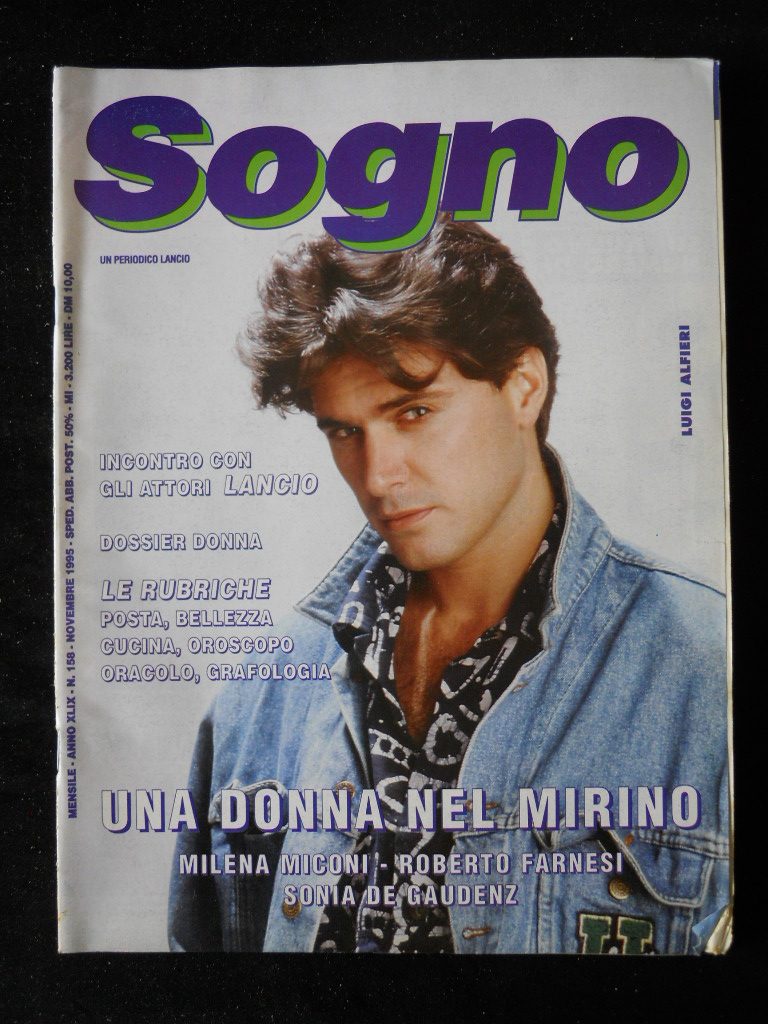 Sogno
UN PERIODICO LANCIO
MENSILE - ANNO XLIX - N. 158 - NOVEMBRE 1995 - SPED. ABB. POST. 50% - MI - 3.200 LIRE - DM 10,00
LUIGI ALFIERI
INCONTRO CON
GLI ATTORI LANCIO
DOSSIER DONNA
LE RUBRICHE
POSTA, BELLEZZA
CUCINA, OROSCOPO
ORACOLO, GRAFOLOGIA
UNA DONNA NEL MIRINO
MILENA MICONI - ROBERTO FARNESI
SONIA DE GAUDENZ